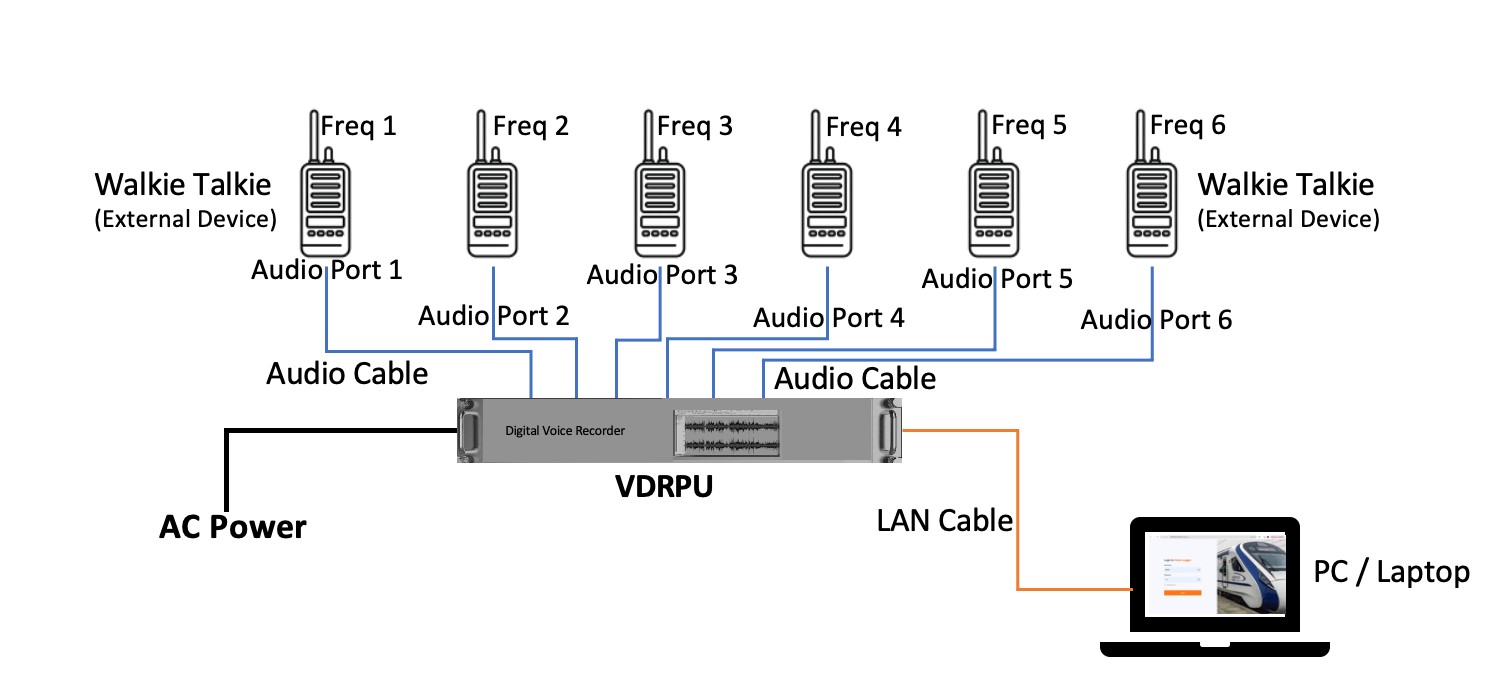 Freq 1
Freq 2
Freq 3
Freq 4
Freq 5
Freq 6
Walkie Talkie
(External Device)
Walkie Talkie
(External Device)
Audio Port 1
Audio Port 2
Audio Port 3
Audio Port 4
Audio Port 5
Audio Port 6
Audio Cable
Audio Cable
Digital Voice Recorder
VDRPU
AC Power
LAN Cable
PC / Laptop